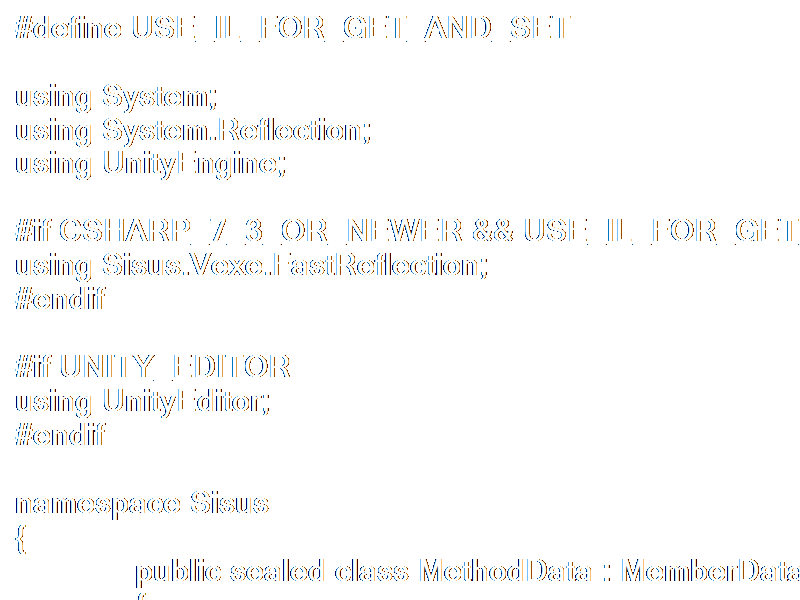 #define USE_IL_FOR_GET_AND_SET
using System;
using System.Reflection;
using UnityEngine;
#if CSHARP_7_3_OR_NEWER && USE_IL_FOR_GET
using Sisus.Vexe.FastReflection;
#endif
#if UNITY_EDITOR
using UnityEditor;
#endif
namespace Sisus
{
public sealed class MethodData : MemberData
{